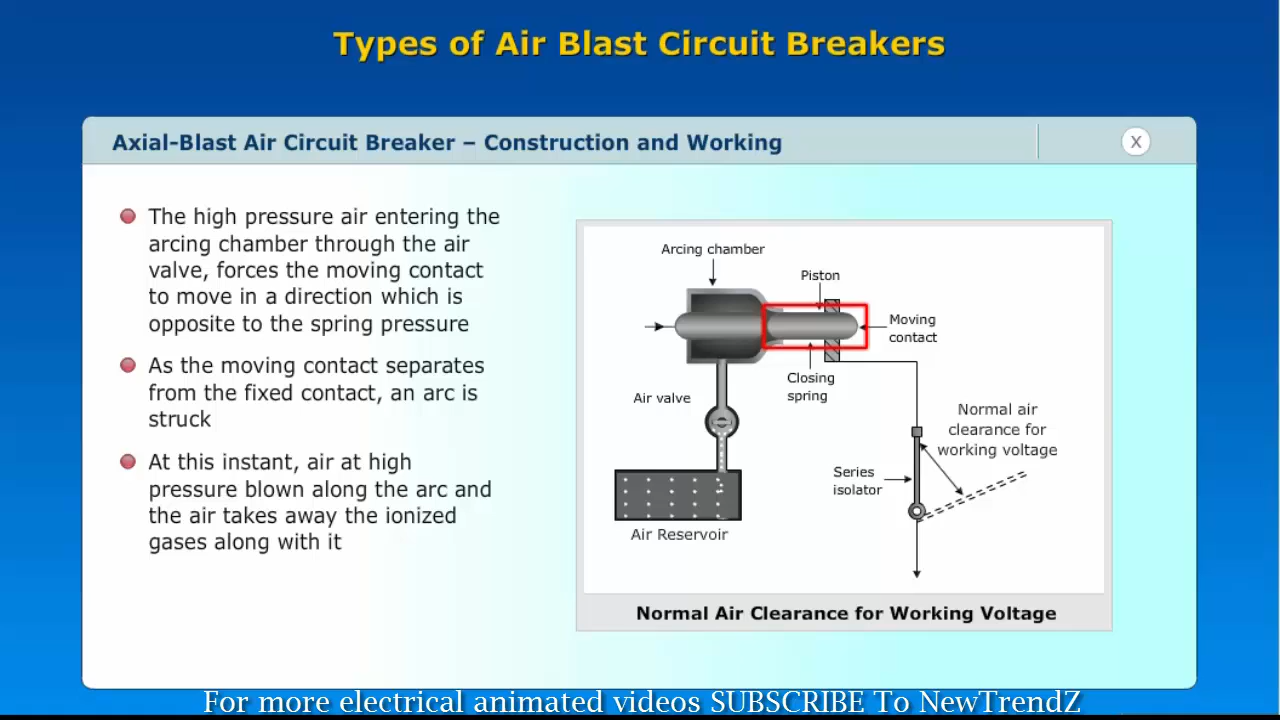 Types of Air Blast Circuit Breakers
Axial-Blast Air Circuit Breaker – Construction and Working
X
The high pressure air entering the
arcing chamber through the air
valve, forces the moving contact
to move in a direction which is
opposite to the spring pressure
As the moving contact separates
from the fixed contact, an arc is
struck
At this instant, air at high
pressure blown along the arc and
the air takes away the ionized
gases along with it
Arcing chamber
Piston
Moving
contact
Closing
spring
Air valve
Normal air
clearance for
working voltage
Series
isolator
Air Reservoir
Normal Air Clearance for Working Voltage
For more electrical animated videos SUBSCRIBE To NewTrendZ